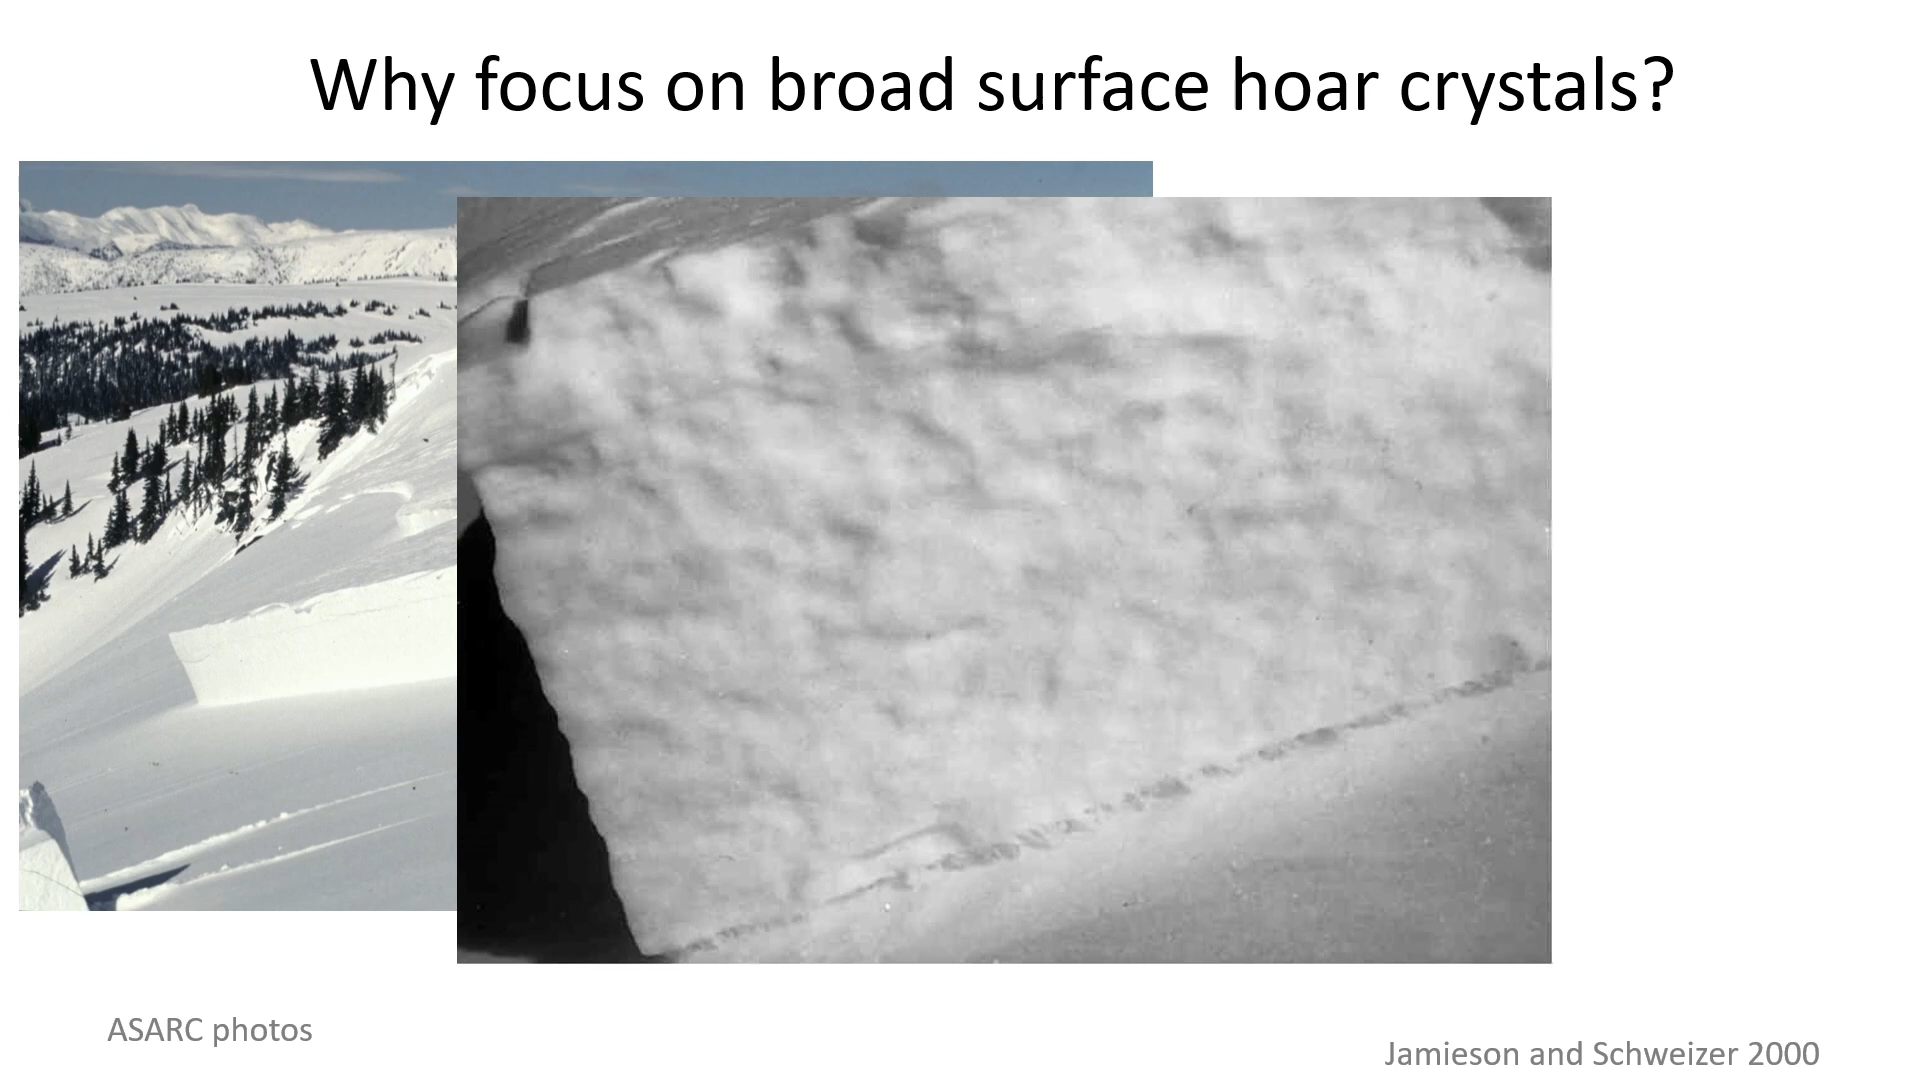 Why focus on broad surface hoar crystals?
ASARC photos
Jamieson and Schweizer 2000